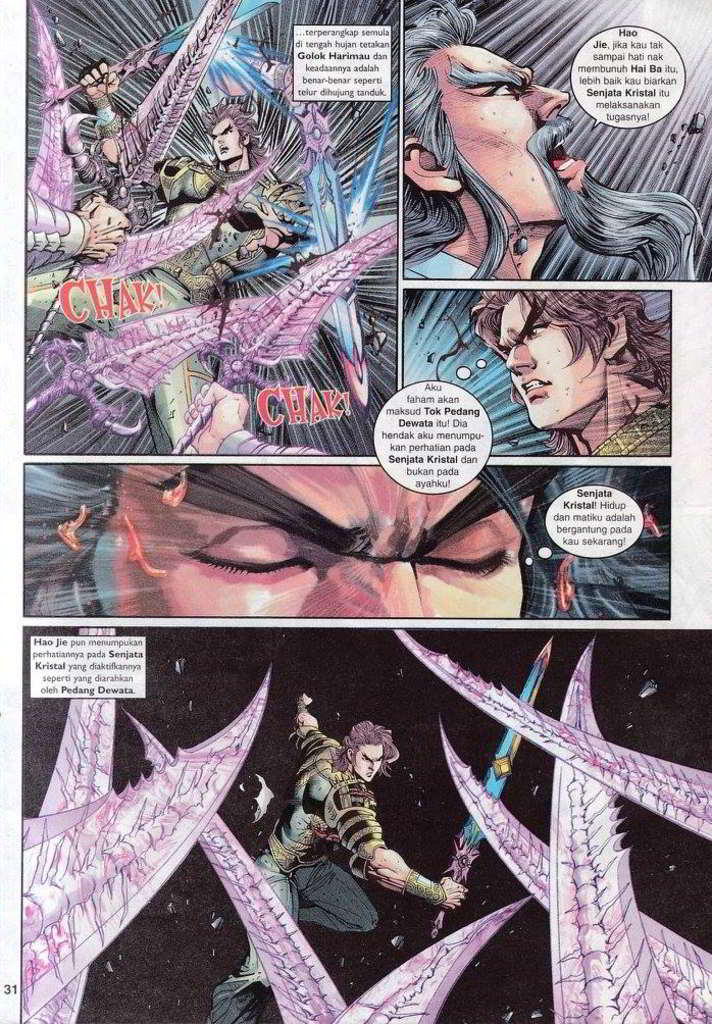 ...terperangkap semula
di tengah hujan tetakan
Golok Harimau dan
keadaannya adalah
benar-benar seperti
telur dihujung tanduk.
CHAK!
CHAK!
Hao
Jie, jika kau tak
sampai hati nak
membunuh Hai Ba itu,
lebih baik kau biarkan
Senjata Kristal itu
melaksanakan
tugasnya!
Aku
faham akan
maksud Tok Pedang
Dewata itu! Dia
hendak aku menumpu-
kan perhatian pada
Senjata Kristal dan
bukan pada
ayahku!
Senjata
Kristal! Hidup
dan matiku adalah
bergantung pada
kau sekarang!
Hao Jie pun menumpukan
perhatiannya pada Senjata
Kristal yang diaktifkannya
seperti yang diarahkan
oleh Pedang Dewata.
31